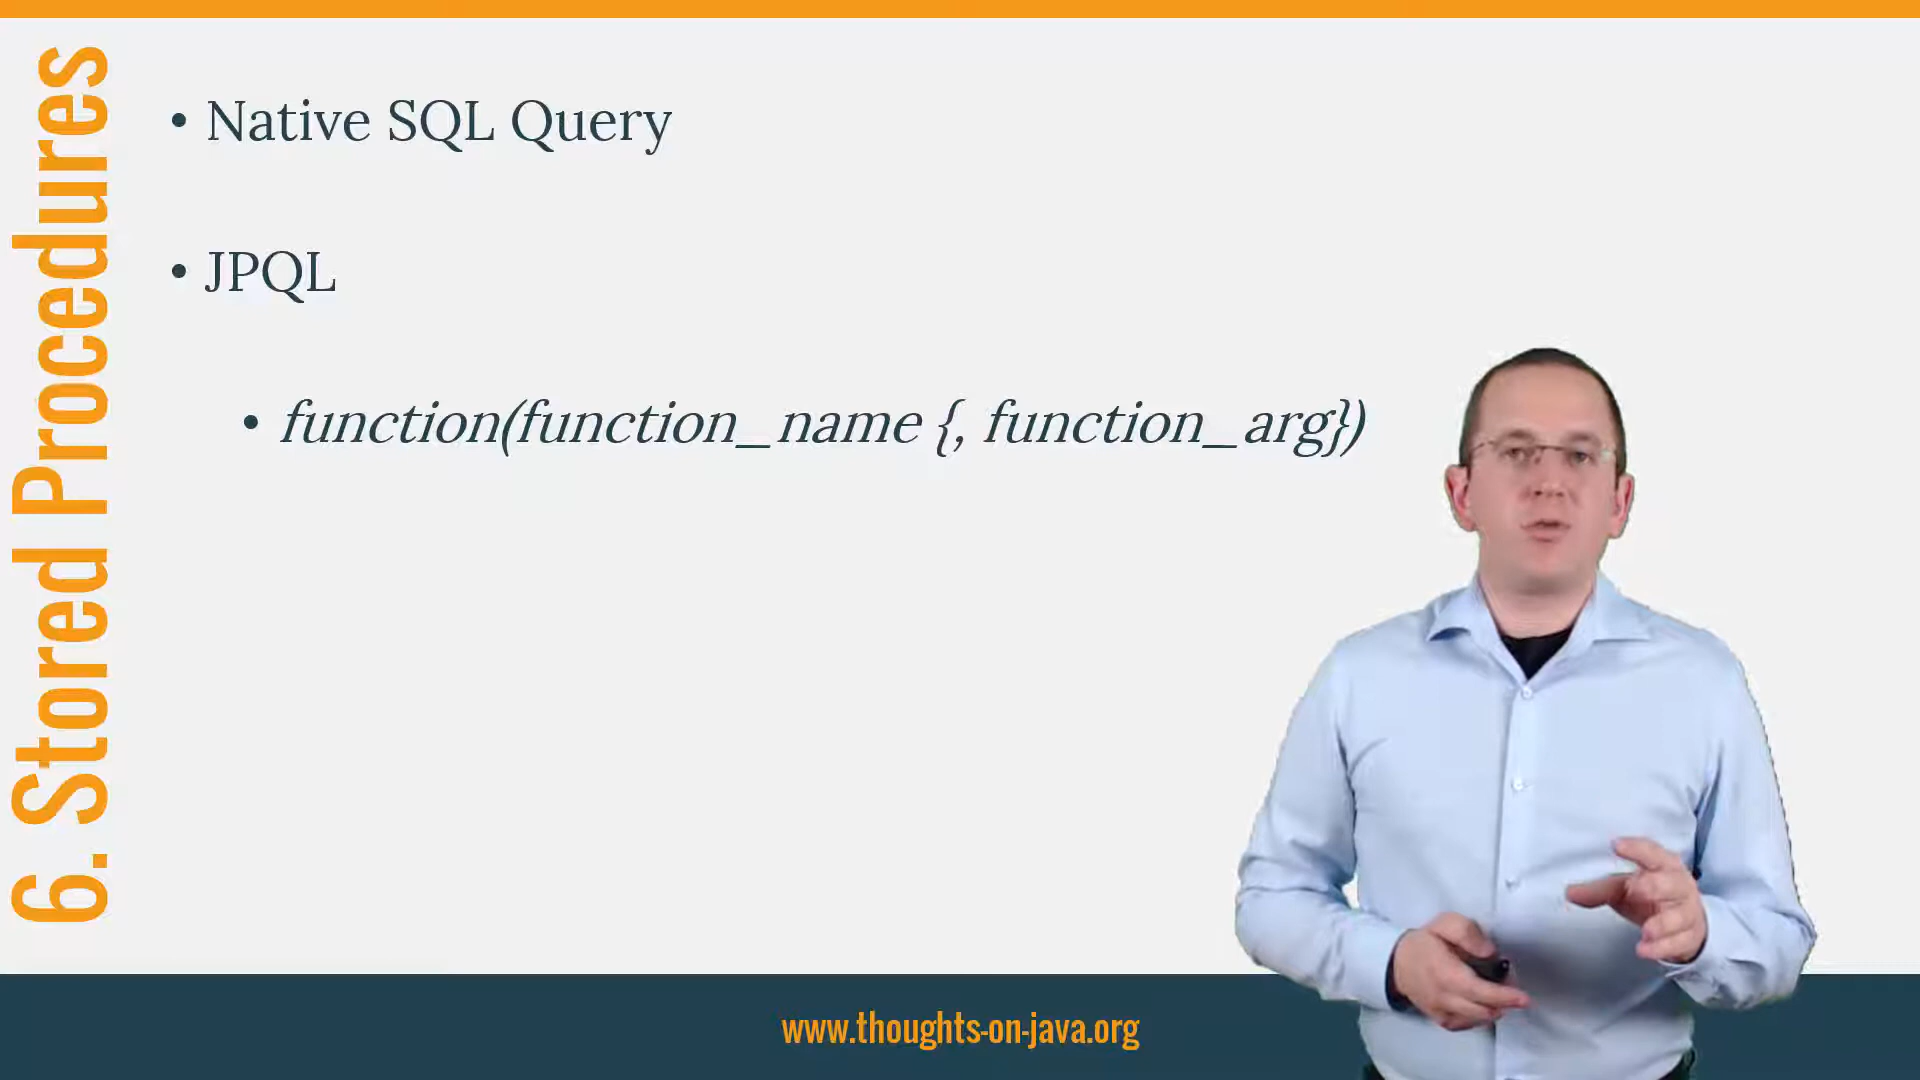 6. Stored Procedures
• Native SQL Query
• JPQL
• function(function_name {, function_arg})
www.thoughts-on-java.org